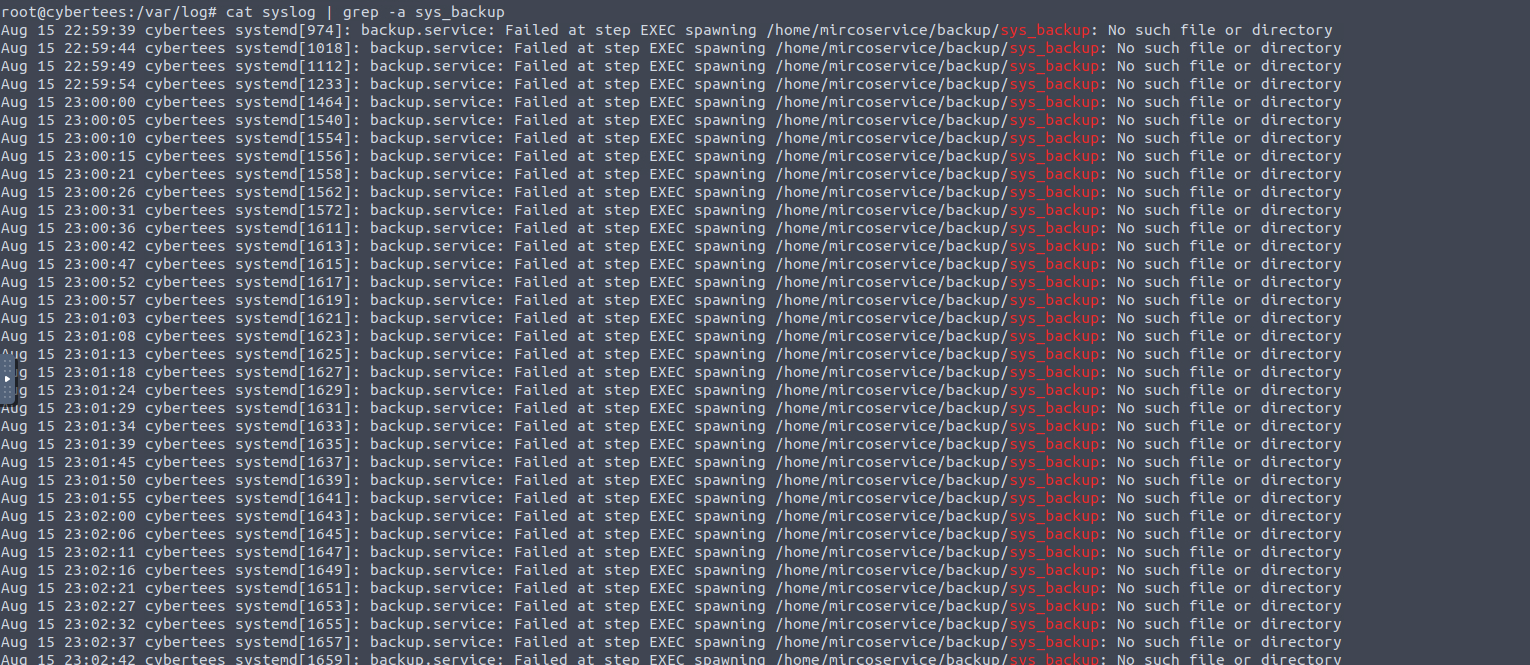 root@cybertees:/var/log# cat syslog | grep -a sys_backup
Aug 15 22:59:39 cybertees systemd[974]: backup.service: Failed at step EXEC spawning /home/mircoservice/backup/sys_backup: No such file or directory
Aug 15 22:59:44 cybertees systemd[1018]: backup.service: Failed at step EXEC spawning /home/mircoservice/backup/sys_backup: No such file or directory
Aug 15 22:59:49 cybertees systemd[1112]: backup.service: Failed at step EXEC spawning /home/mircoservice/backup/sys_backup: No such file or directory
Aug 15 22:59:54 cybertees systemd[1233]: backup.service: Failed at step EXEC spawning /home/mircoservice/backup/sys_backup: No such file or directory
Aug 15 23:00:00 cybertees systemd[1464]: backup.service: Failed at step EXEC spawning /home/mircoservice/backup/sys_backup: No such file or directory
Aug 15 23:00:05 cybertees systemd[1540]: backup.service: Failed at step EXEC spawning /home/mircoservice/backup/sys_backup: No such file or directory
Aug 15 23:00:10 cybertees systemd[1554]: backup.service: Failed at step EXEC spawning /home/mircoservice/backup/sys_backup: No such file or directory
Aug 15 23:00:15 cybertees systemd[1556]: backup.service: Failed at step EXEC spawning /home/mircoservice/backup/sys_backup: No such file or directory
Aug 15 23:00:21 cybertees systemd[1558]: backup.service: Failed at step EXEC spawning /home/mircoservice/backup/sys_backup: No such file or directory
Aug 15 23:00:26 cybertees systemd[1562]: backup.service: Failed at step EXEC spawning /home/mircoservice/backup/sys_backup: No such file or directory
Aug 15 23:00:31 cybertees systemd[1572]: backup.service: Failed at step EXEC spawning /home/mircoservice/backup/sys_backup: No such file or directory
Aug 15 23:00:36 cybertees systemd[1611]: backup.service: Failed at step EXEC spawning /home/mircoservice/backup/sys_backup: No such file or directory
Aug 15 23:00:42 cybertees systemd[1613]: backup.service: Failed at step EXEC spawning /home/mircoservice/backup/sys_backup: No such file or directory
Aug 15 23:00:47 cybertees systemd[1615]: backup.service: Failed at step EXEC spawning /home/mircoservice/backup/sys_backup: No such file or directory
Aug 15 23:00:52 cybertees systemd[1617]: backup.service: Failed at step EXEC spawning /home/mircoservice/backup/sys_backup: No such file or directory
Aug 15 23:00:57 cybertees systemd[1619]: backup.service: Failed at step EXEC spawning /home/mircoservice/backup/sys_backup: No such file or directory
Aug 15 23:01:03 cybertees systemd[1621]: backup.service: Failed at step EXEC spawning /home/mircoservice/backup/sys_backup: No such file or directory
Aug 15 23:01:08 cybertees systemd[1623]: backup.service: Failed at step EXEC spawning /home/mircoservice/backup/sys_backup: No such file or directory
Aug 15 23:01:13 cybertees systemd[1625]: backup.service: Failed at step EXEC spawning /home/mircoservice/backup/sys_backup: No such file or directory
Aug 15 23:01:18 cybertees systemd[1627]: backup.service: Failed at step EXEC spawning /home/mircoservice/backup/sys_backup: No such file or directory
Aug 15 23:01:24 cybertees systemd[1629]: backup.service: Failed at step EXEC spawning /home/mircoservice/backup/sys_backup: No such file or directory
Aug 15 23:01:29 cybertees systemd[1631]: backup.service: Failed at step EXEC spawning /home/mircoservice/backup/sys_backup: No such file or directory
Aug 15 23:01:34 cybertees systemd[1633]: backup.service: Failed at step EXEC spawning /home/mircoservice/backup/sys_backup: No such file or directory
Aug 15 23:01:39 cybertees systemd[1635]: backup.service: Failed at step EXEC spawning /home/mircoservice/backup/sys_backup: No such file or directory
Aug 15 23:01:45 cybertees systemd[1637]: backup.service: Failed at step EXEC spawning /home/mircoservice/backup/sys_backup: No such file or directory
Aug 15 23:01:50 cybertees systemd[1639]: backup.service: Failed at step EXEC spawning /home/mircoservice/backup/sys_backup: No such file or directory
Aug 15 23:01:55 cybertees systemd[1641]: backup.service: Failed at step EXEC spawning /home/mircoservice/backup/sys_backup: No such file or directory
Aug 15 23:02:00 cybertees systemd[1643]: backup.service: Failed at step EXEC spawning /home/mircoservice/backup/sys_backup: No such file or directory
Aug 15 23:02:06 cybertees systemd[1645]: backup.service: Failed at step EXEC spawning /home/mircoservice/backup/sys_backup: No such file or directory
Aug 15 23:02:11 cybertees systemd[1647]: backup.service: Failed at step EXEC spawning /home/mircoservice/backup/sys_backup: No such file or directory
Aug 15 23:02:16 cybertees systemd[1649]: backup.service: Failed at step EXEC spawning /home/mircoservice/backup/sys_backup: No such file or directory
Aug 15 23:02:21 cybertees systemd[1651]: backup.service: Failed at step EXEC spawning /home/mircoservice/backup/sys_backup: No such file or directory
Aug 15 23:02:27 cybertees systemd[1653]: backup.service: Failed at step EXEC spawning /home/mircoservice/backup/sys_backup: No such file or directory
Aug 15 23:02:32 cybertees systemd[1655]: backup.service: Failed at step EXEC spawning /home/mircoservice/backup/sys_backup: No such file or directory
Aug 15 23:02:37 cybertees systemd[1657]: backup.service: Failed at step EXEC spawning /home/mircoservice/backup/sys_backup: No such file or directory
Aug 15 23:02:42 cybertees systemd[1659]: backup.service: Failed at step EXEC spawning /home/mircoservice/backup/sys_backup: No such file or directory